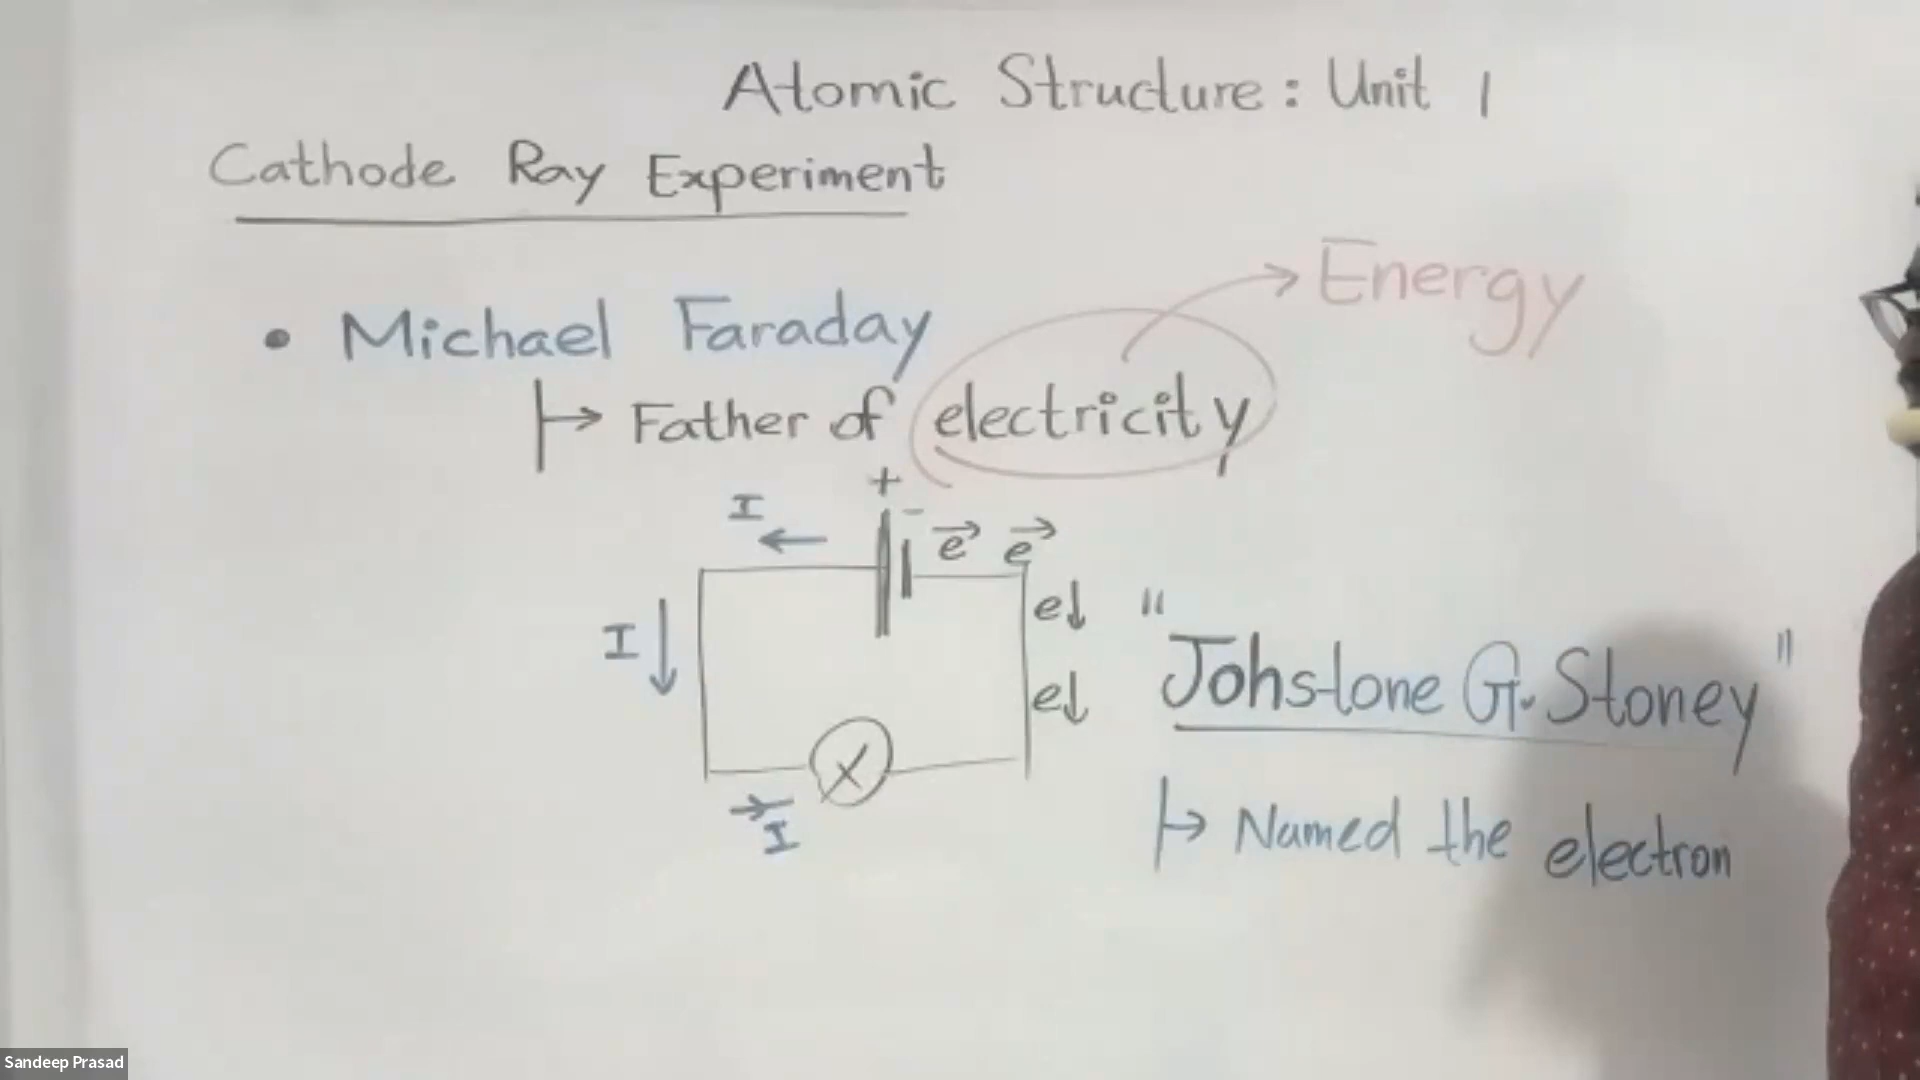 Atomic Structure: Unit 1
Cathode Ray Experiment
• Michael Faraday
Energy
↦ Father of electricity
+ -
I ←
e→ e→
I ↓
e↓
e↓
X
→ I
"Johstone G. Stoney"
↦ Named the electron
Sandeep Prasad